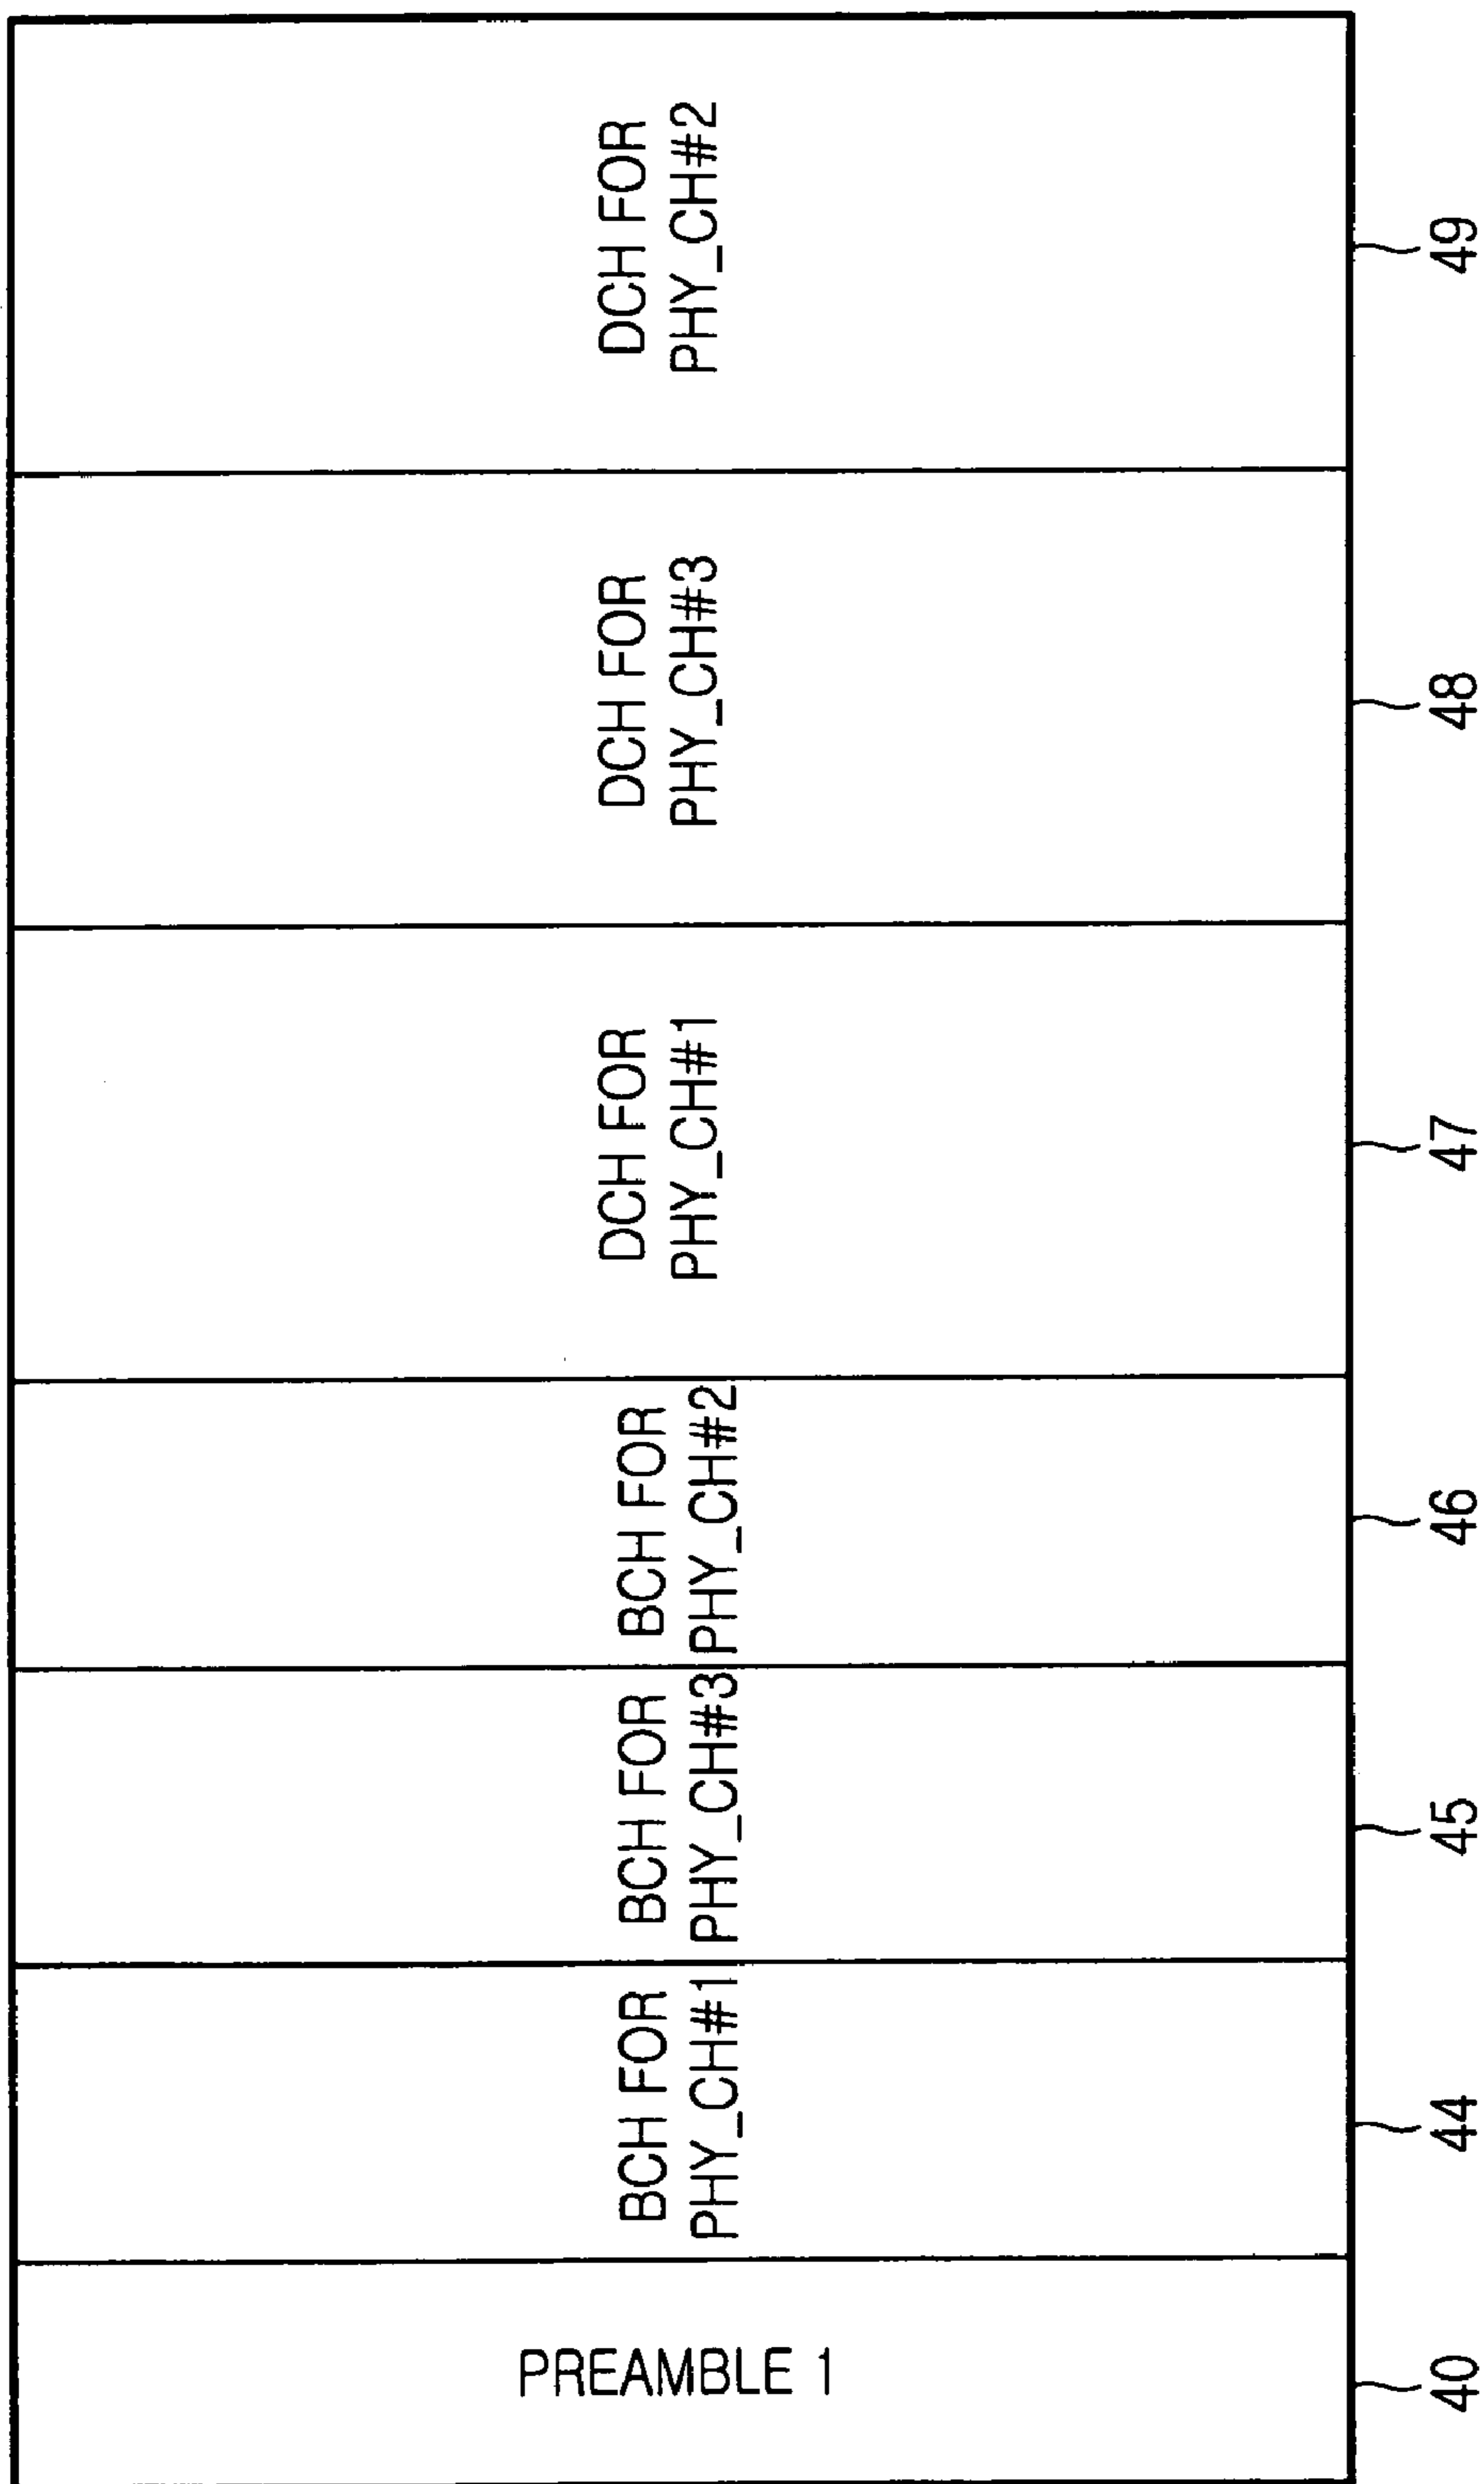 PREAMBLE 1
BCH FOR
PHY_CH#1
BCH FOR
PHY_CH#3
BCH FOR
PHY_CH#2
DCH FOR
PHY_CH#1
DCH FOR
PHY_CH#3
DCH FOR
PHY_CH#2
40
44
45
46
47
48
49